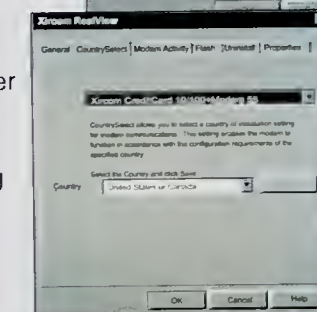 er
g
Xircom RealView
General CountrySelect Modem Activity Flash Uninstall Properties
Xircom CreditCard 10/100+Modem 56
CountrySelect allows you to select a country of installation setting
for modem communications. This setting enables the modem to
function in accordance with the configuration requirements of the
specified country.
Select the Country and click Save
Country United States or Canada
OK Cancel Help